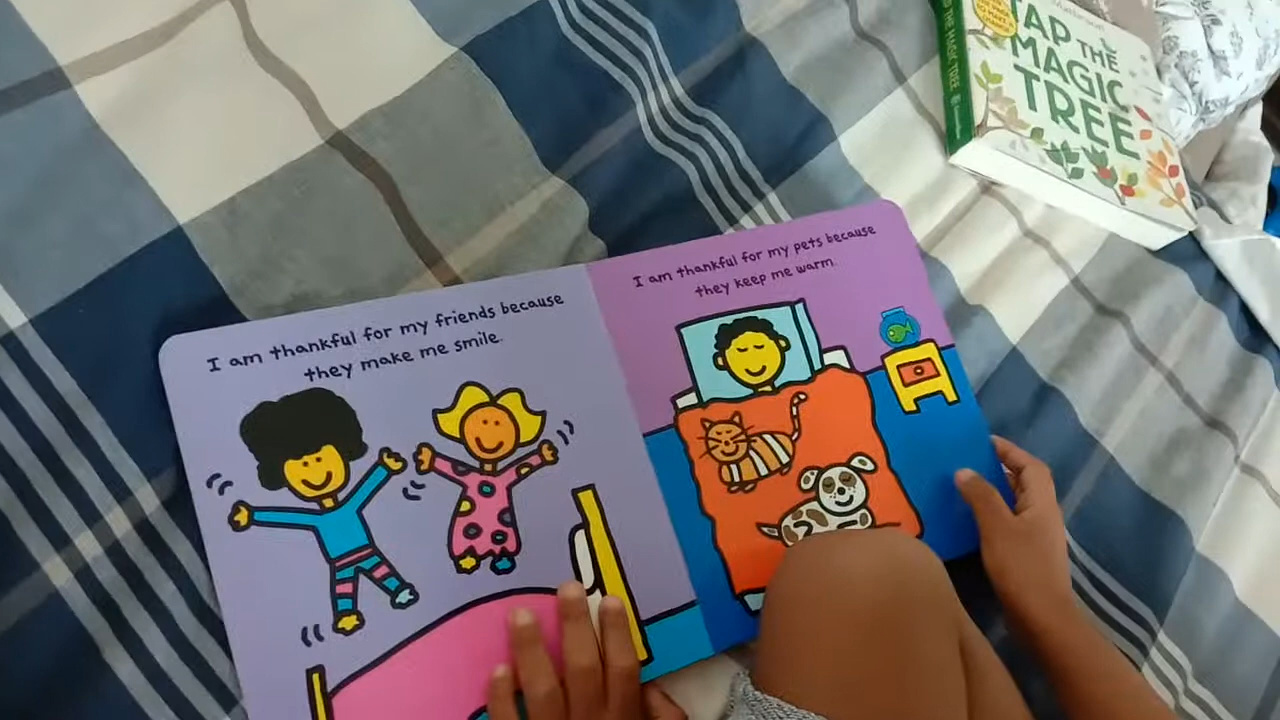 I am thankful for my friends because
they make me smile.
I am thankful for my pets because
they keep me warm.
TAP THE
MAGIC
TREE